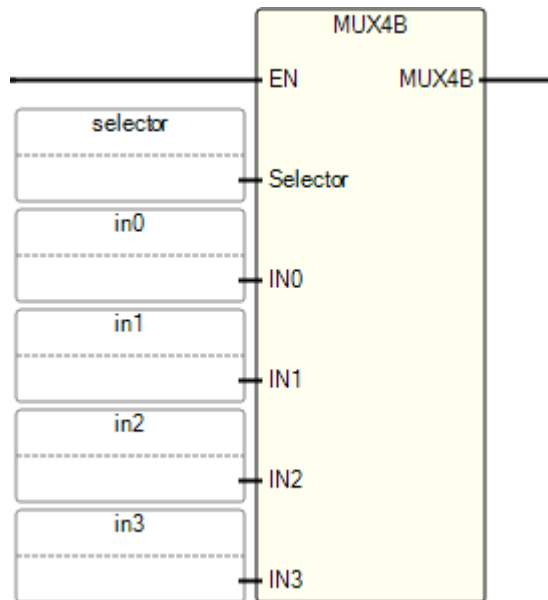 MUX4B
EN MUX4B
selector
Selector
in0
IN0
in1
IN1
in2
IN2
in3
IN3